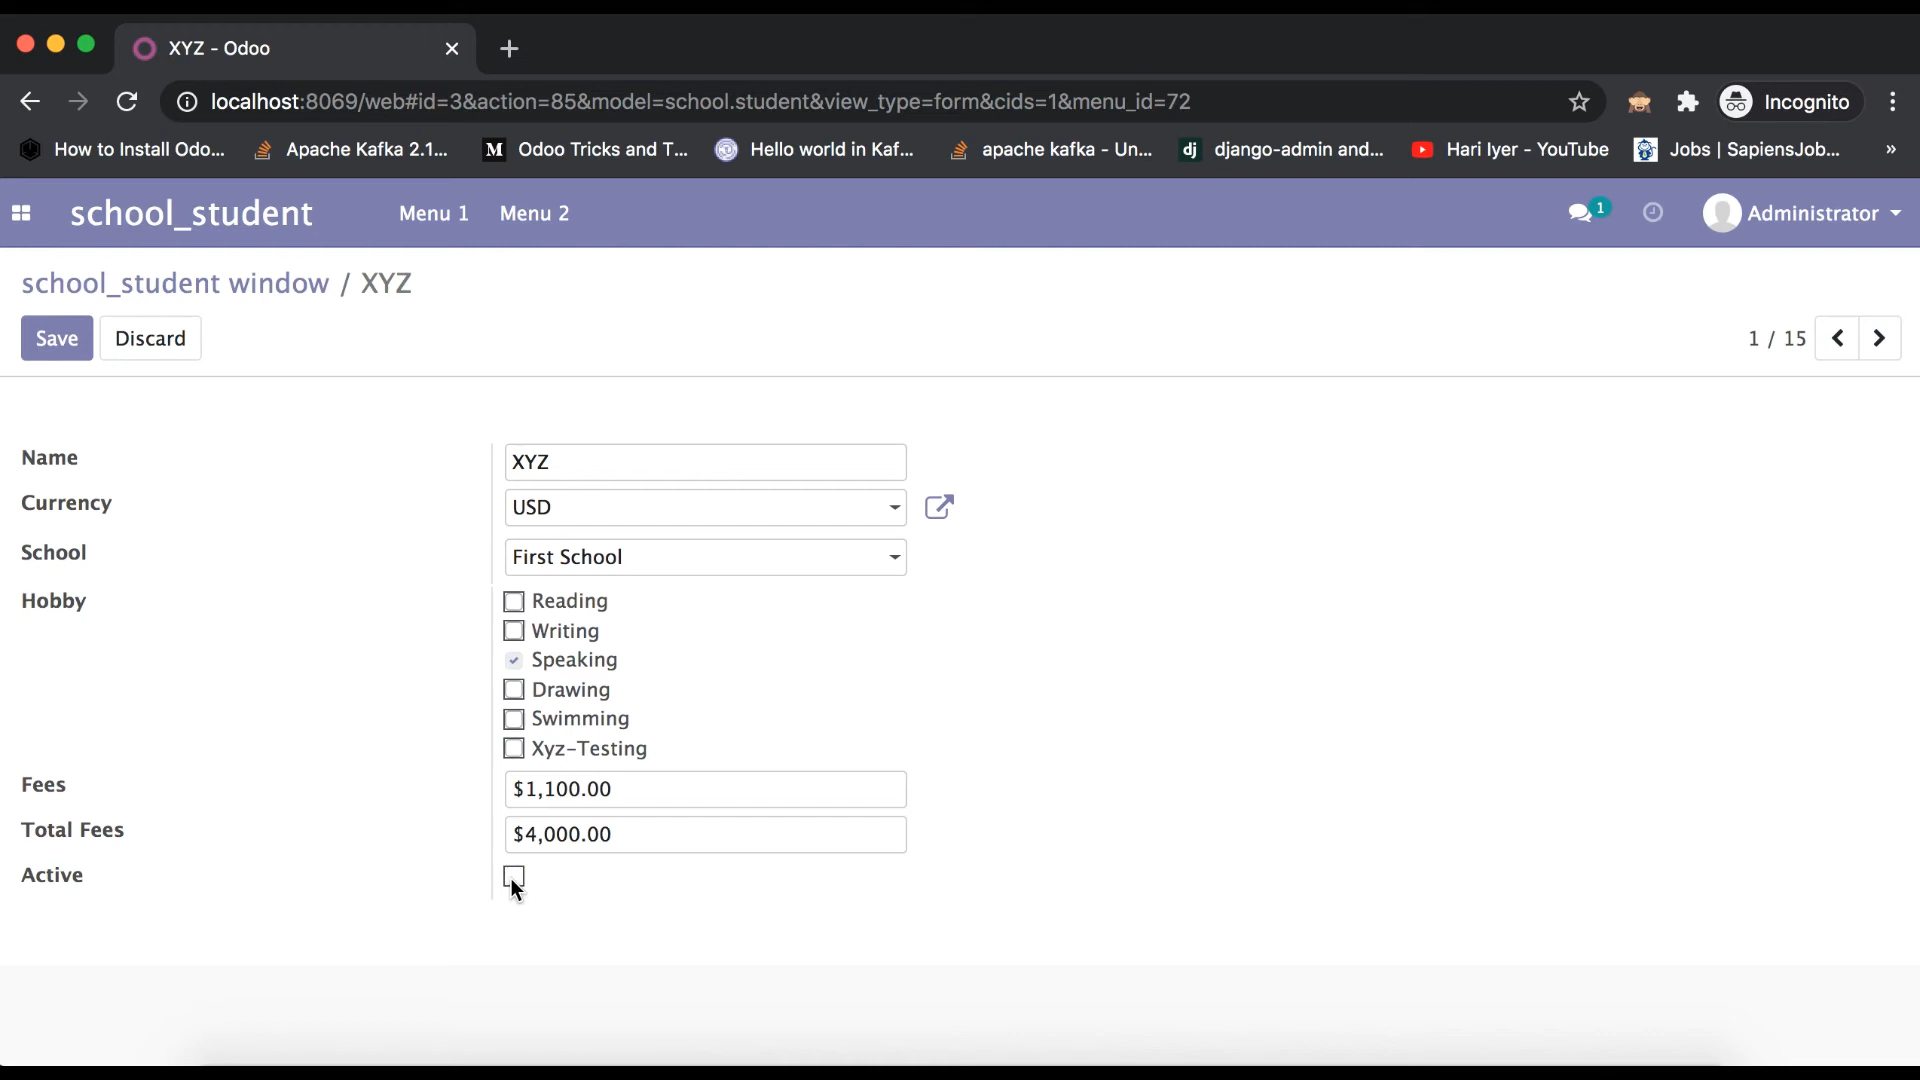 XYZ - Odoo
localhost:8069/web#id=3&action=85&model=school.student&view_type=form&cids=1&menu_id=72
Incognito
How to Install Odo... Apache Kafka 2.1... Odoo Tricks and T... Hello world in Kaf... apache kafka - Un... dj django-admin and... Hari Iyer - YouTube Jobs | SapiensJob... »
school_student Menu 1 Menu 2 1 Administrator
school_student window / XYZ
Save Discard 1 / 15
Name XYZ
Currency USD
School First School
Hobby Reading
Writing
Speaking
Drawing
Swimming
Xyz-Testing
Fees $1,100.00
Total Fees $4,000.00
Active